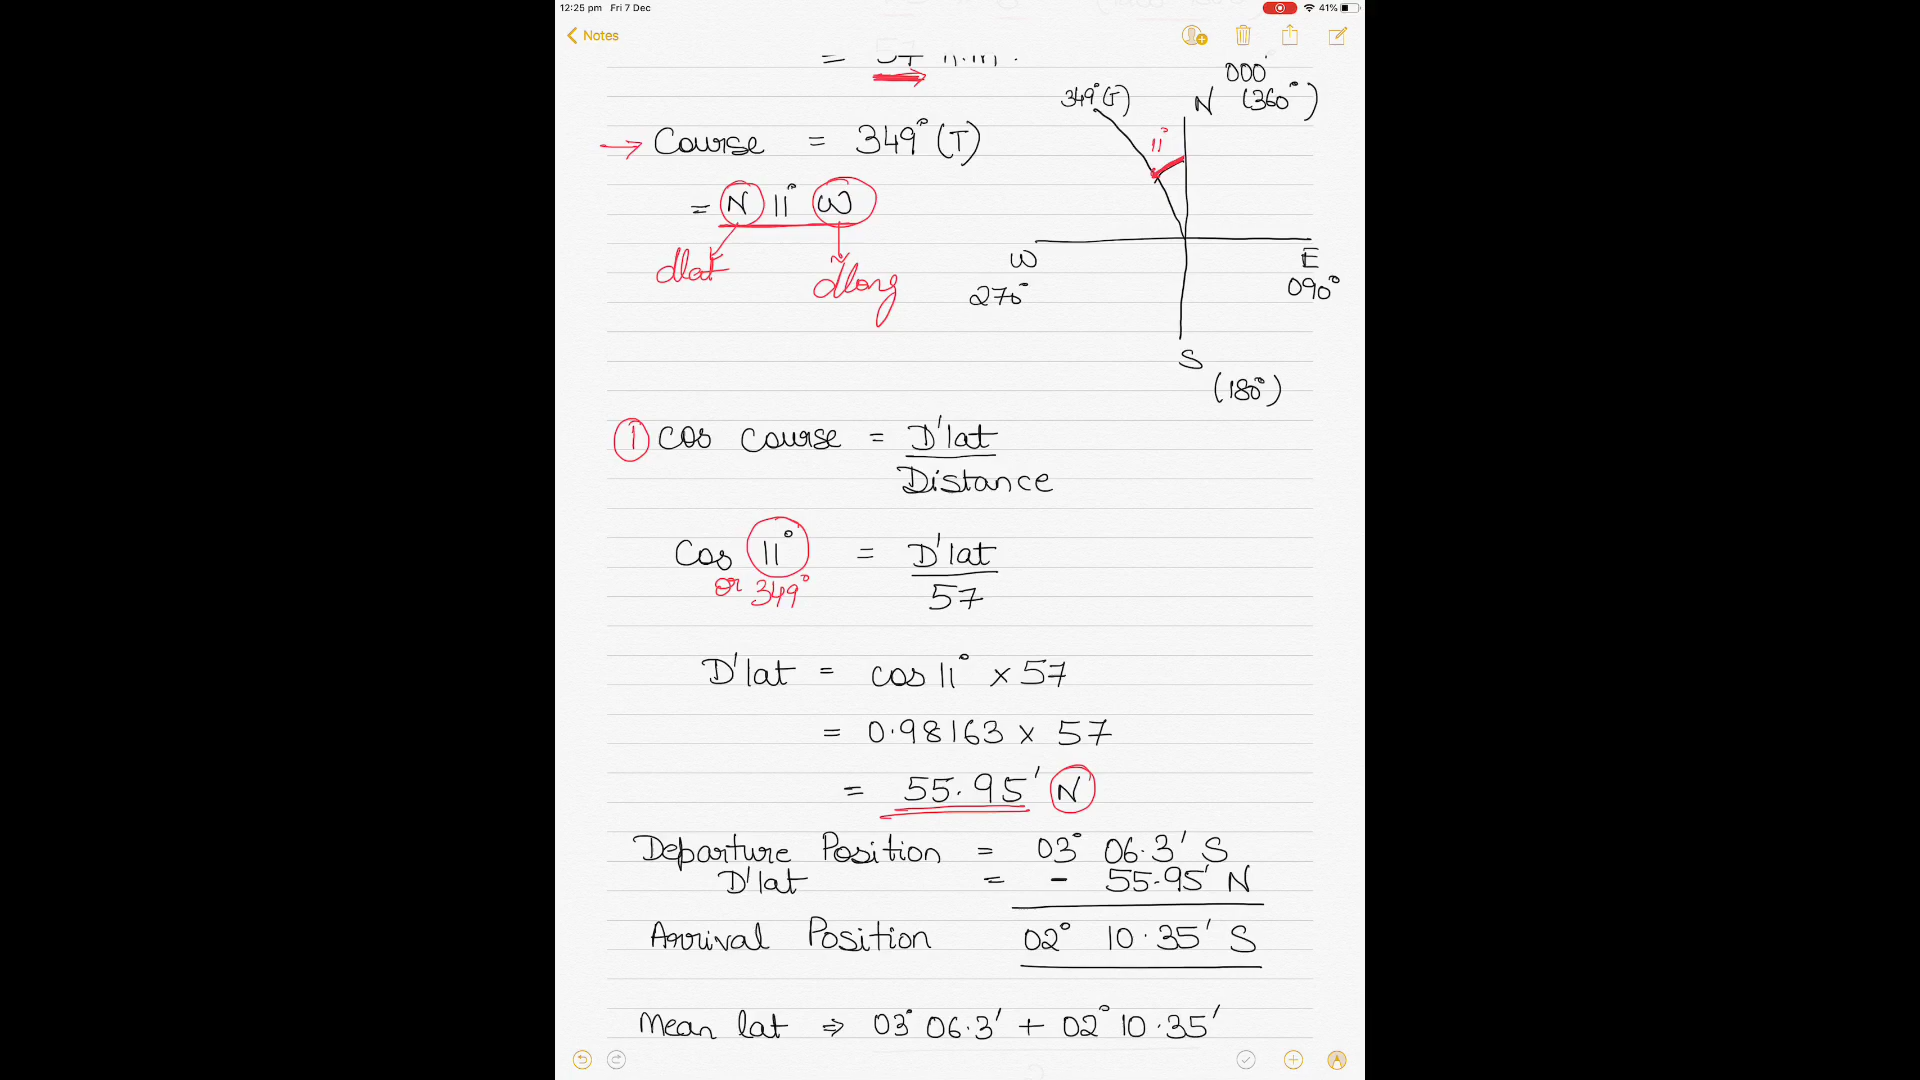 12:25 pm Fri 7 Dec
41%
Notes
= 57 n.m.
000°
349°(T) N (360°)
11°
→ Course = 349°(T)
= N 11° W
dlat
dlong
W
270°
E
090°
S
(180°)
① Cos Course = D'lat
Distance
Cos 11° = D'lat
or 349°
57
D'lat = cos 11° × 57
= 0.98163 × 57
= 55.95' N
Departure Position = 03° 06.3' S
D'lat = - 55.95' N
Arrival Position 02° 10.35' S
Mean lat ⇒ 03° 06.3' + 02° 10.35'